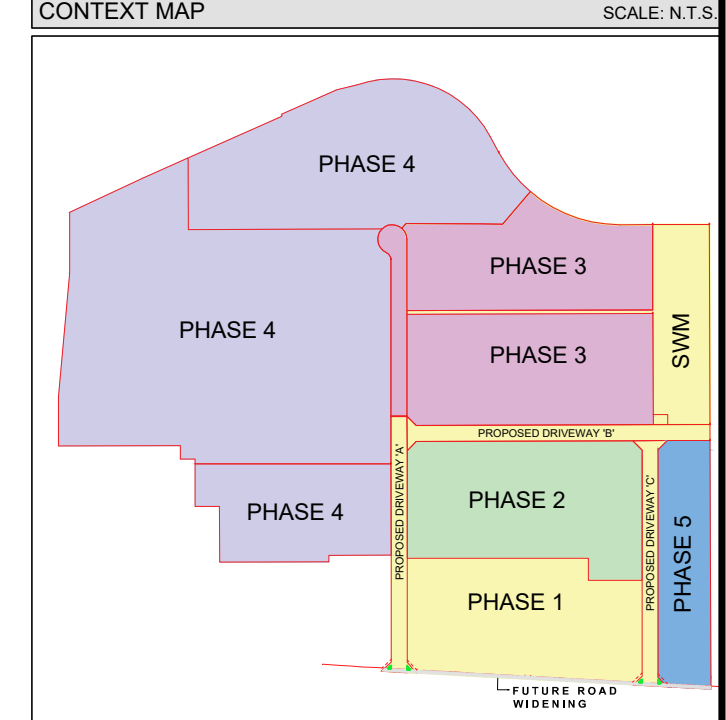 CONTEXT MAP
SCALE: N.T.S.
PHASE 4
PHASE 3
PHASE 4
PHASE 3
SWM
PROPOSED DRIVEWAY 'B'
PROPOSED DRIVEWAY 'A'
PHASE 2
PHASE 4
PROPOSED DRIVEWAY 'C'
PHASE 5
PHASE 1
FUTURE ROAD
WIDENING